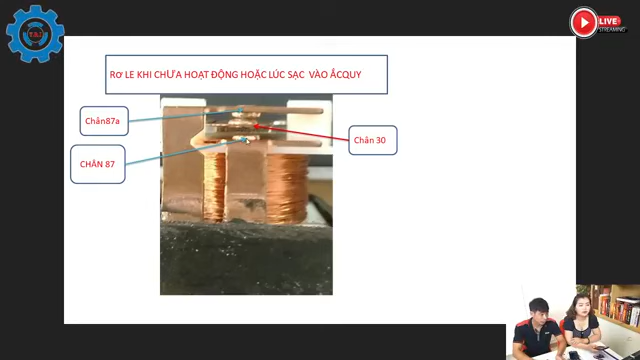 LIVE
STREAMING
RƠ LE KHI CHƯA HOẠT ĐỘNG HOẶC LÚC SẠC VÀO ẮCQUY
Chân87a
Chân 30
CHÂN 87